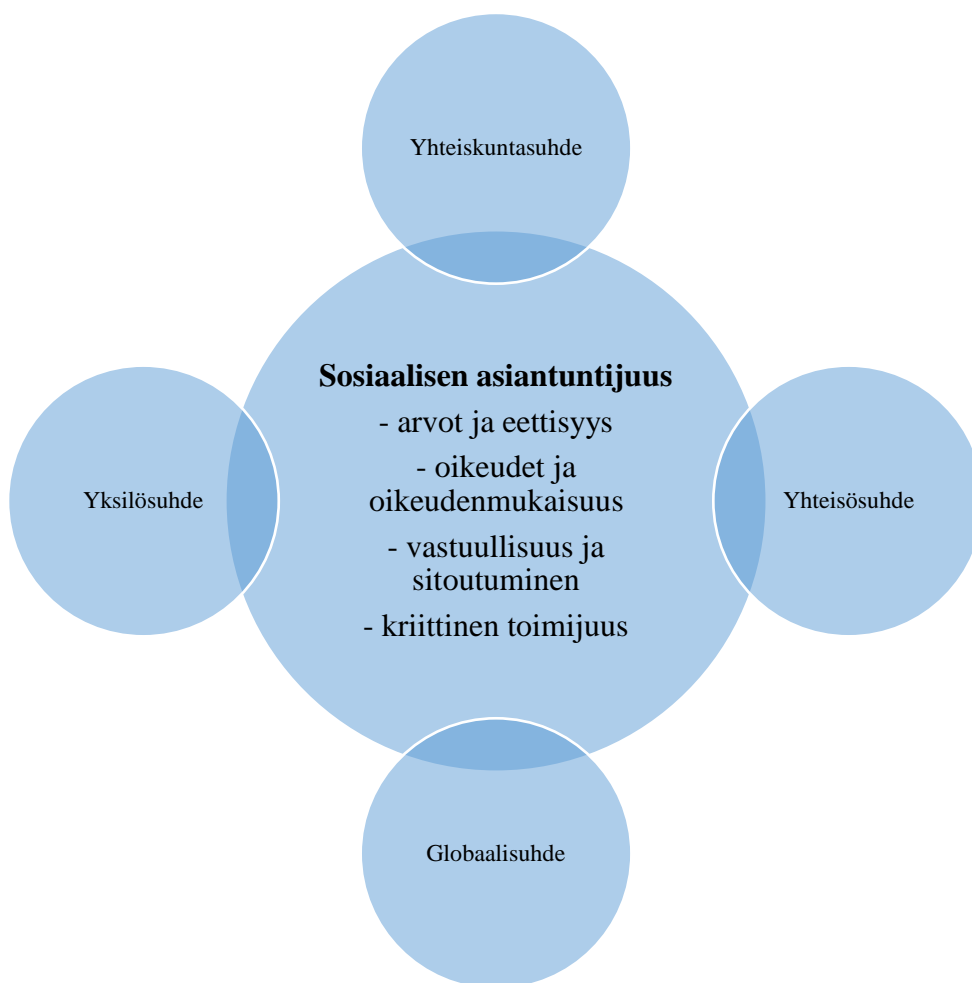 Yhteiskuntasuhde
Sosiaalisen asiantuntijuus
- arvot ja eettisyys
- oikeudet ja
oikeudenmukaisuus
- vastuullisuus ja
sitoutuminen
- kriittinen toimijuus
Yksilösuhde
Yhteisösuhde
Globaalisuhde